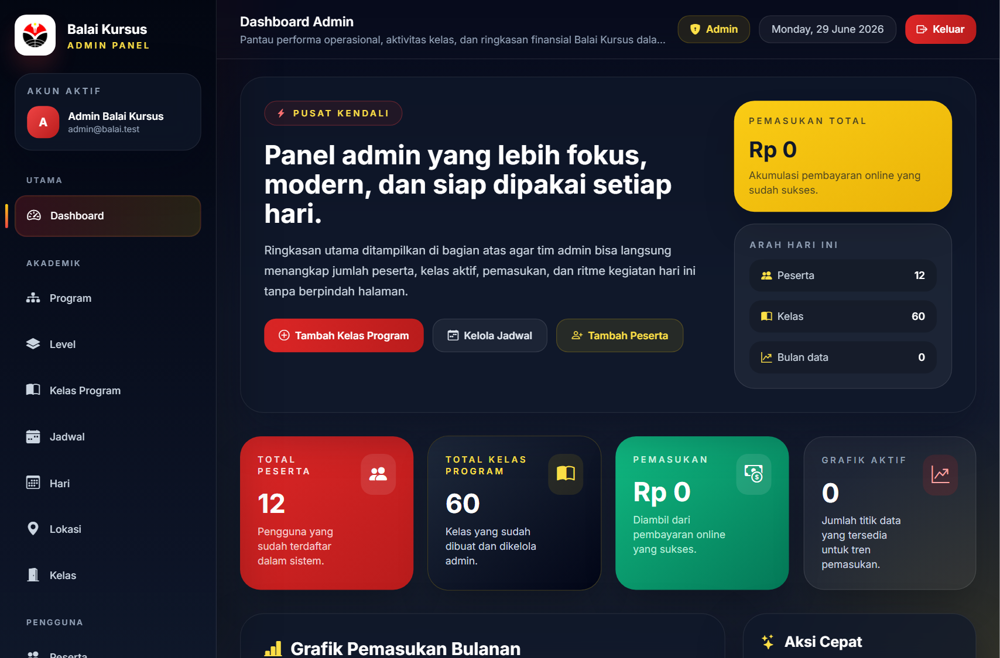 Balai Kursus
ADMIN PANEL
AKUN AKTIF
A
Admin Balai Kursus
admin@balai.test
UTAMA
Dashboard
AKADEMIK
Program
Level
Kelas Program
Jadwal
Hari
Lokasi
Kelas
PENGGUNA
Peserta
Dashboard Admin
Pantau performa operasional, aktivitas kelas, dan ringkasan finansial Balai Kursus dala...
Admin
Monday, 29 June 2026
Keluar
PUSAT KENDALI
Panel admin yang lebih fokus,
modern, dan siap dipakai setiap
hari.
Ringkasan utama ditampilkan di bagian atas agar tim admin bisa langsung
menangkap jumlah peserta, kelas aktif, pemasukan, dan ritme kegiatan hari ini
tanpa berpindah halaman.
Tambah Kelas Program
Kelola Jadwal
Tambah Peserta
PEMASUKAN TOTAL
Rp 0
Akumulasi pembayaran online yang
sudah sukses.
ARAH HARI INI
Peserta 12
Kelas 60
Bulan data 0
TOTAL
PESERTA
12
Pengguna yang
sudah terdaftar
dalam sistem.
TOTAL KELAS
PROGRAM
60
Kelas yang sudah
dibuat dan dikelola
admin.
PEMASUKAN
Rp 0
Diambil dari
pembayaran online
yang sukses.
GRAFIK AKTIF
0
Jumlah titik data
yang tersedia
untuk tren
pemasukan.
Grafik Pemasukan Bulanan
Aksi Cepat